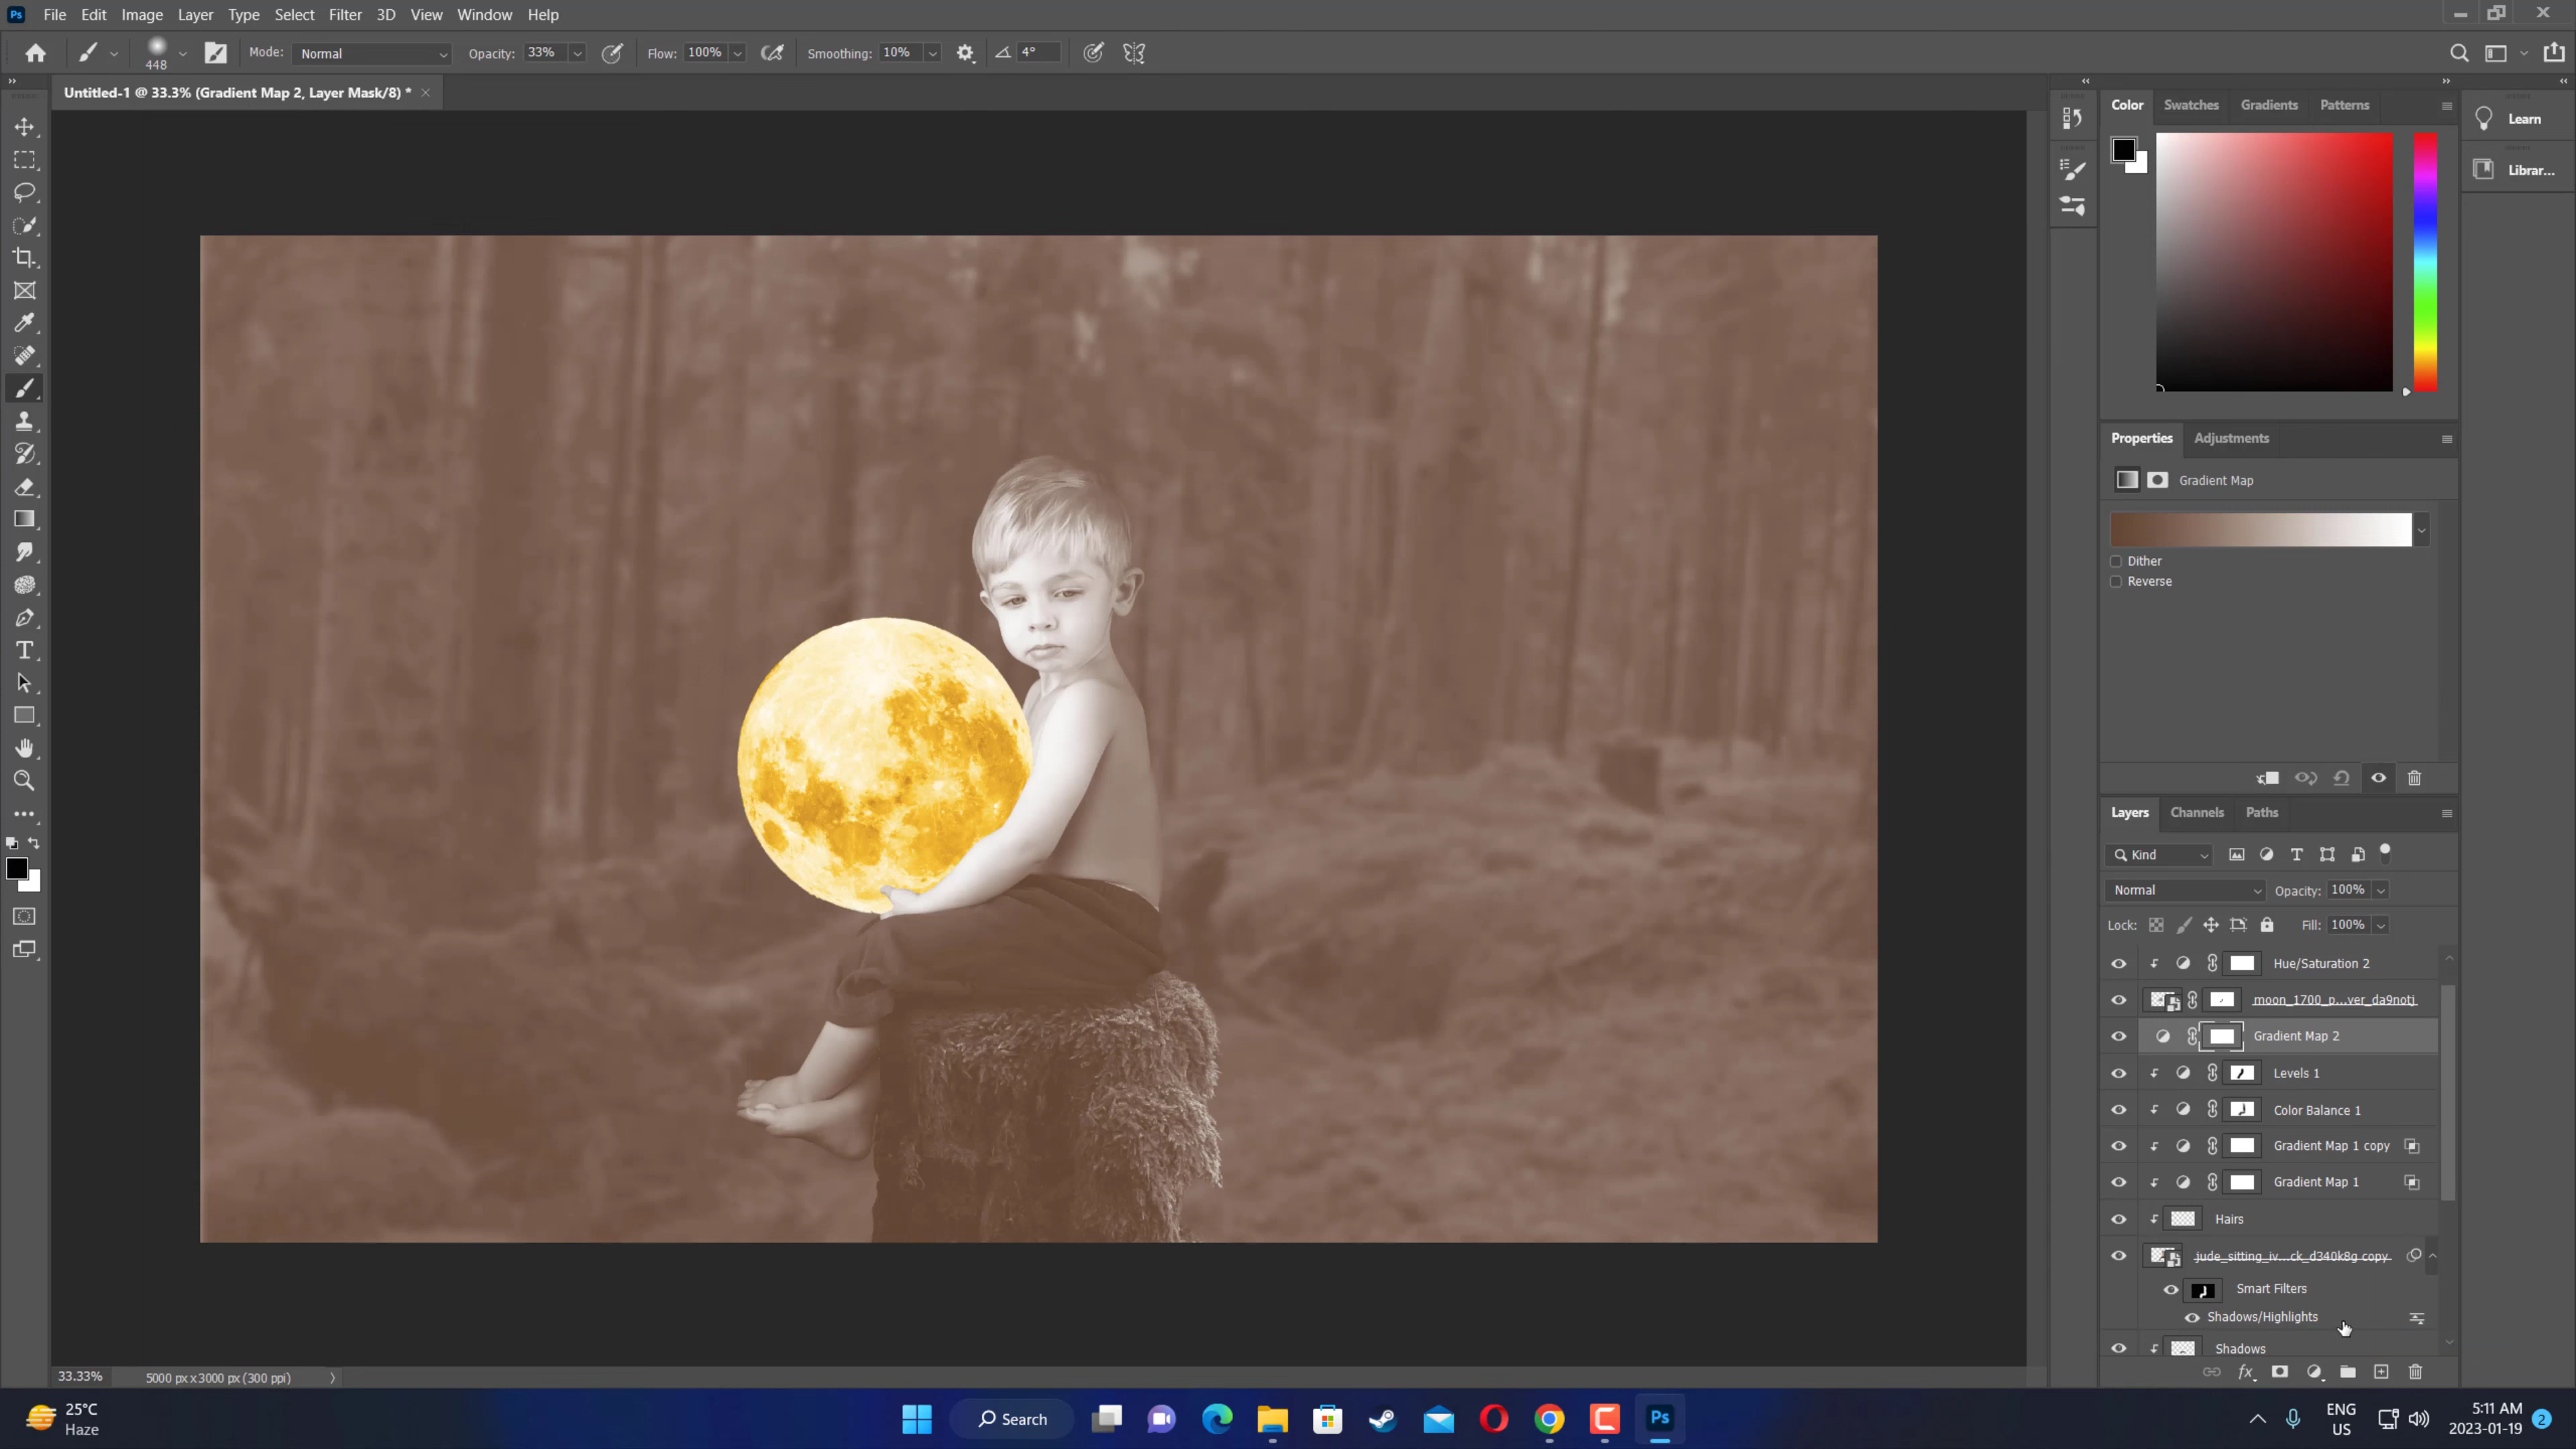 Ps File Edit Image Layer Type Select Filter 3D View Window Help
448 Mode: Normal Opacity: 33% Flow: 100% Smoothing: 10% 4°
Untitled-1 @ 33.3% (Gradient Map 2, Layer Mask/8) * ×
Color Swatches Gradients Patterns
Learn
Librar...
Properties Adjustments
Gradient Map
Dither
Reverse
Layers Channels Paths
Kind
Normal Opacity: 100%
Lock: Fill: 100%
Hue/Saturation 2
moon_1700_p...ver_da9notj
Gradient Map 2
Levels 1
Color Balance 1
Gradient Map 1 copy
Gradient Map 1
Hairs
jude_sitting_iv...ck_d340k8g copy
Smart Filters
Shadows/Highlights
Shadows
fx
33.33% 5000 px x 3000 px (300 ppi)
25°C
Haze
Search
Ps
ENG
US
5:11 AM
2023-01-19
2